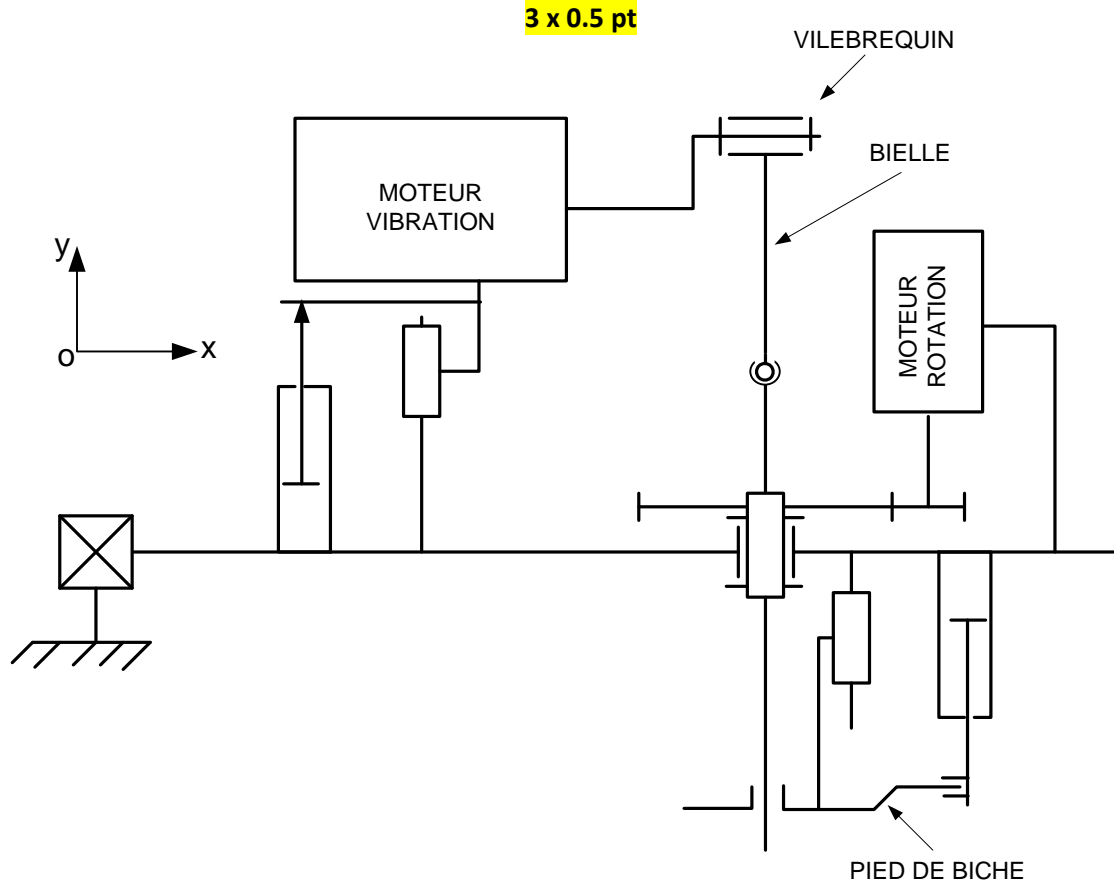 3 x 0.5 pt
VILEBREQUIN
BIELLE
MOTEUR
VIBRATION
MOTEUR
ROTATION
y
o
x
PIED DE BICHE